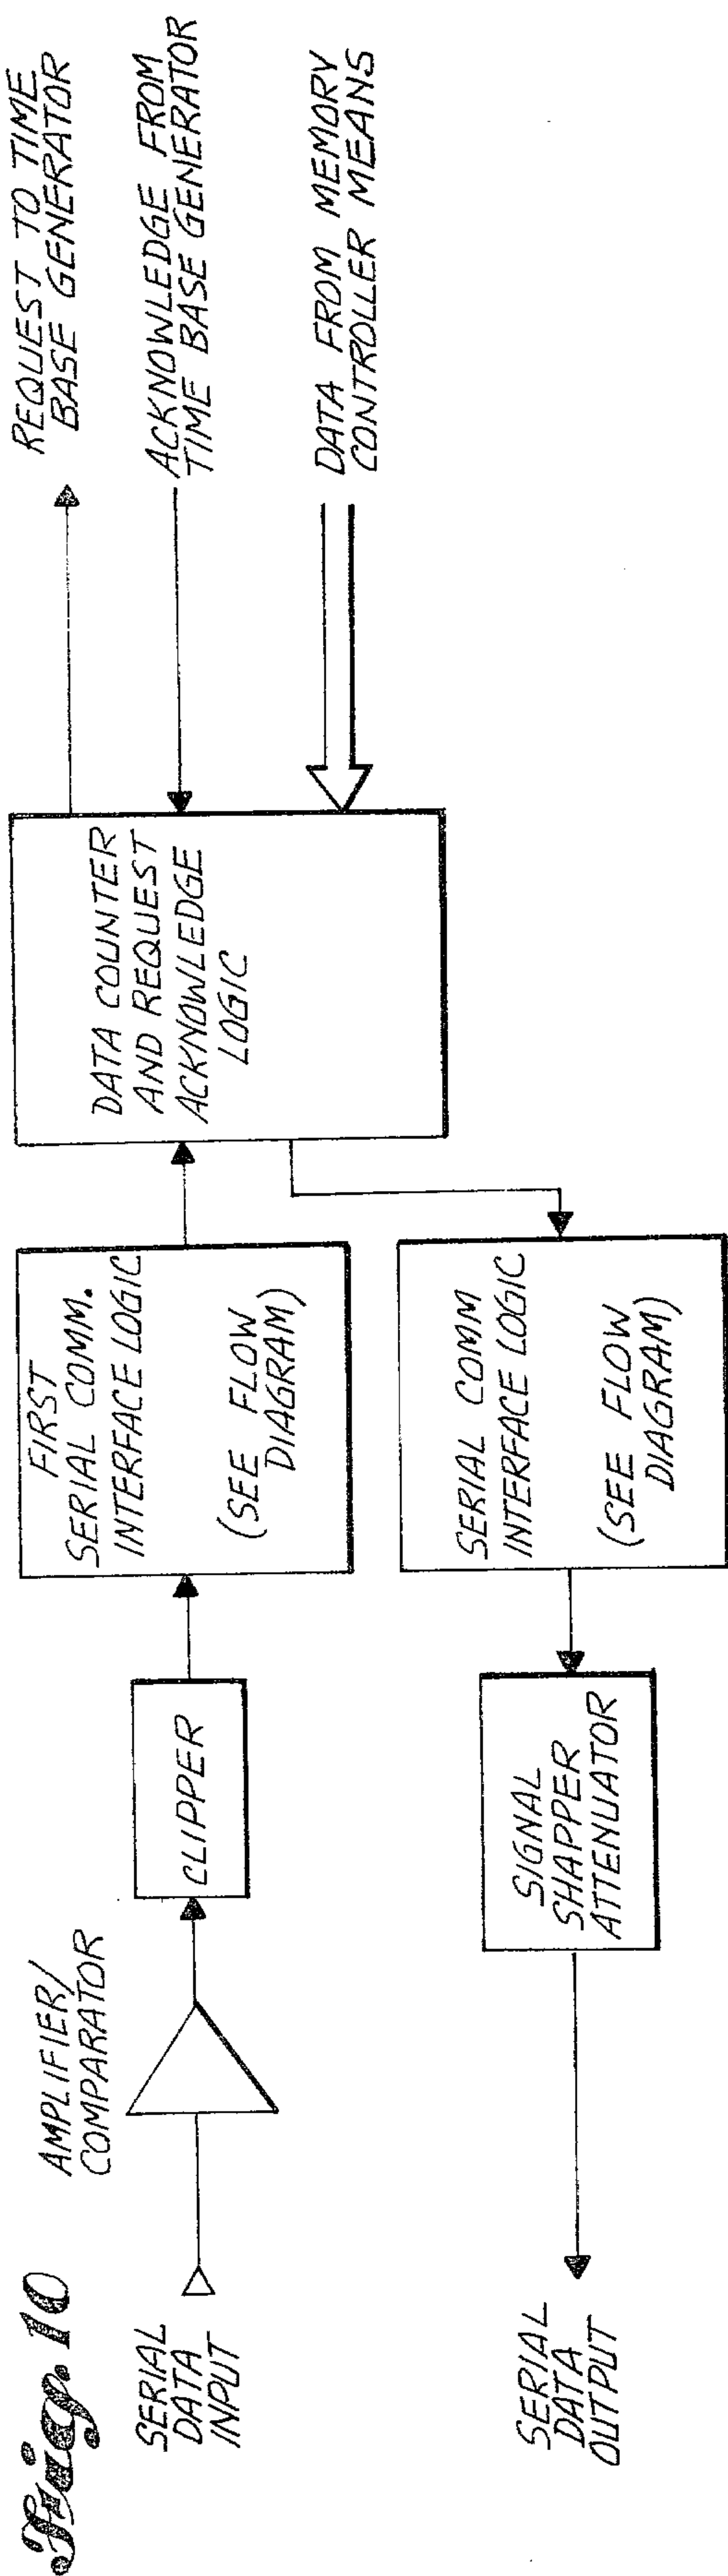 Fig. 10
SERIAL
DATA
INPUT
AMPLIFIER/
COMPARATOR
CLIPPER
FIRST
SERIAL COMM.
INTERFACE LOGIC
(SEE FLOW
DIAGRAM)
DATA COUNTER
AND REQUEST
ACKNOWLEDGE
LOGIC
REQUEST TO TIME
BASE GENERATOR
ACKNOWLEDGE FROM
TIME BASE GENERATOR
DATA FROM MEMORY
CONTROLLER MEANS
SERIAL COMM
INTERFACE LOGIC
(SEE FLOW
DIAGRAM)
SIGNAL
SHAPPER
ATTENUATOR
SERIAL
DATA
OUTPUT